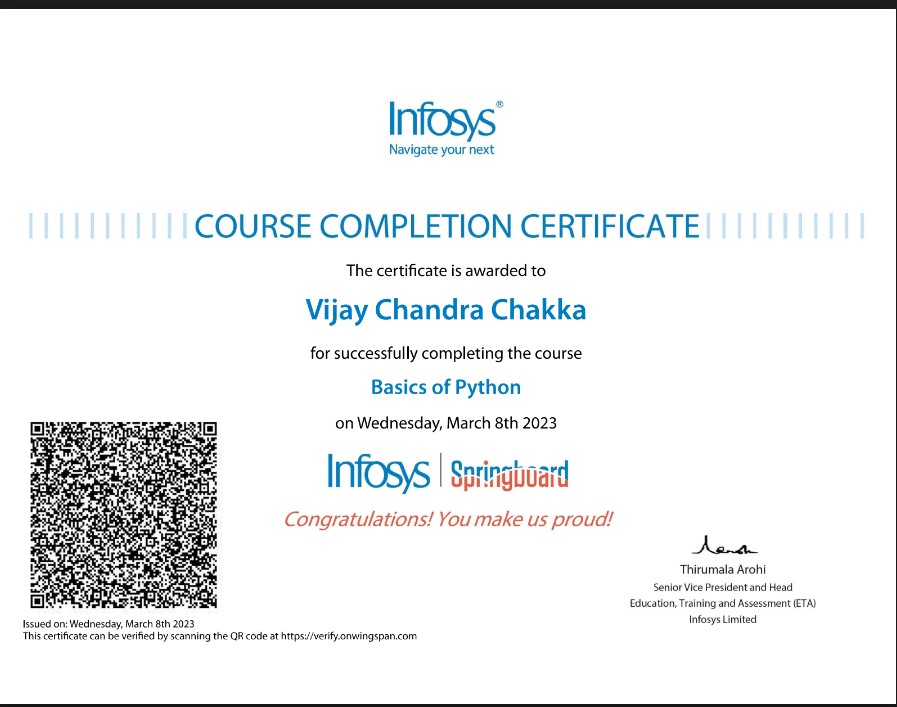 Infosys®
Navigate your next
COURSE COMPLETION CERTIFICATE
The certificate is awarded to
Vijay Chandra Chakka
for successfully completing the course
Basics of Python
on Wednesday, March 8th 2023
Infosys | Springboard
Congratulations! You make us proud!
Thirumala Arohi
Senior Vice President and Head
Education, Training and Assessment (ETA)
Infosys Limited
Issued on: Wednesday, March 8th 2023
This certificate can be verified by scanning the QR code at https://verify.onwingspan.com